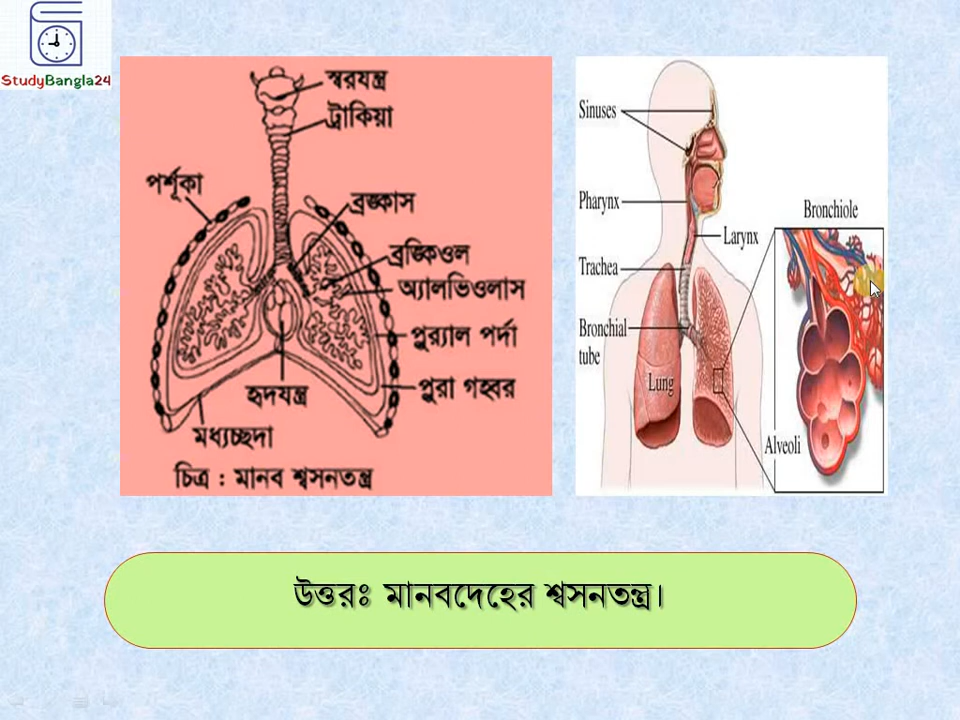 StudyBangla24
স্বরযন্ত্র
ট্রাকিয়া
পর্শূকা
ব্রঙ্কাস
ব্রঙ্কিওল
অ্যালভিওলাস
প্লুর‍্যাল পর্দা
প্লুরা গহ্বর
হৃদযন্ত্র
মধ্যচ্ছদা
চিত্র : মানব শ্বসনতন্ত্র
Sinuses
Pharynx
Bronchiole
Larynx
Trachea
Bronchial
tube
Lung
Alveoli
উত্তরঃ মানবদেহের শ্বসনতন্ত্র।